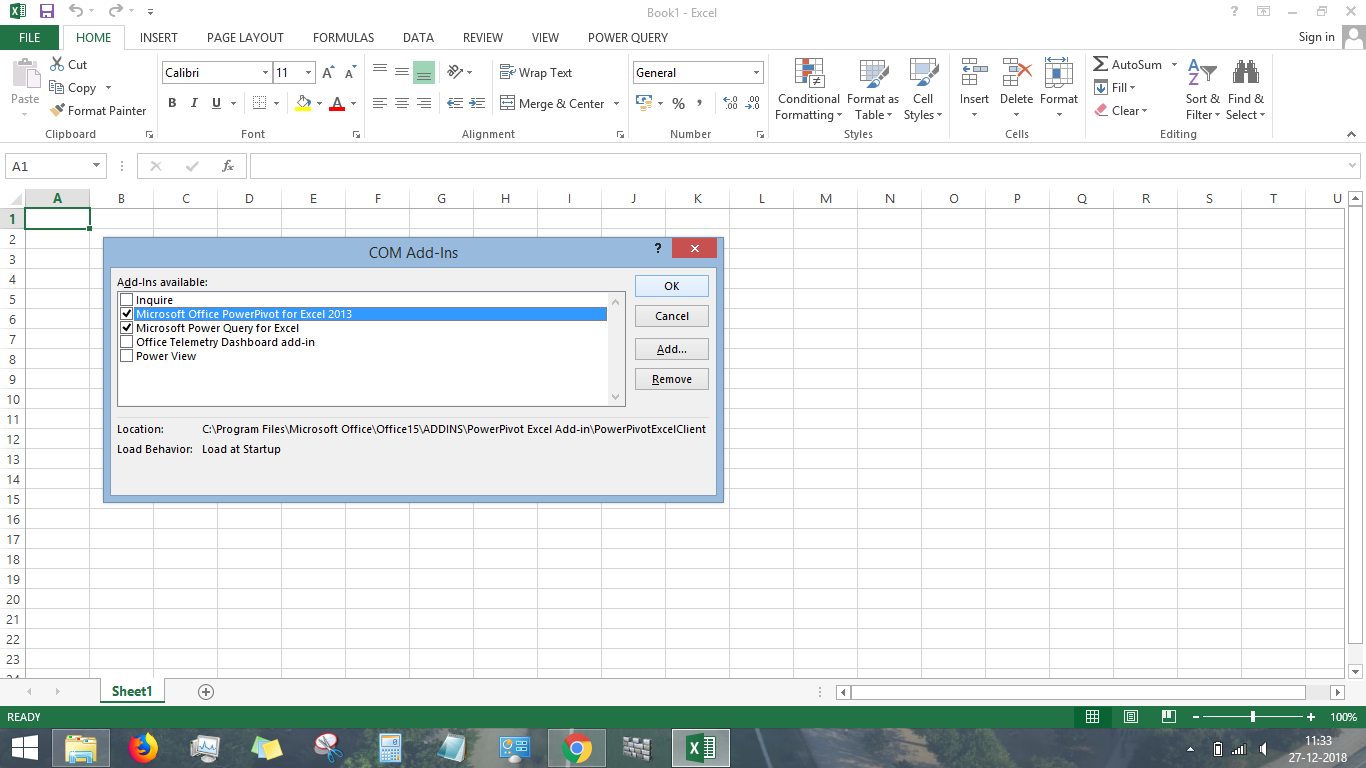 Book1 - Excel
?
FILE HOME INSERT PAGE LAYOUT FORMULAS DATA REVIEW VIEW POWER QUERY Sign in
Paste
Cut
Copy
Format Painter
Clipboard
Calibri 11
B I U
Font
Wrap Text
Merge & Center
Alignment
General
%
Number
Conditional Formatting
Format as Table
Cell Styles
Styles
Insert Delete Format
Cells
AutoSum
Fill
Clear
Sort & Filter
Find & Select
Editing
A1 fx
A B C D E F G H I J K L M N O P Q R S T U
1
2
3
4
5
6
7
8
9
10
11
12
13
14
15
16
17
18
19
20
21
22
23
24
COM Add-Ins ?
Add-Ins available:
Inquire
Microsoft Office PowerPivot for Excel 2013
Microsoft Power Query for Excel
Office Telemetry Dashboard add-in
Power View
OK
Cancel
Add...
Remove
Location: C:\Program Files\Microsoft Office\Office15\ADDINS\PowerPivot Excel Add-in\PowerPivotExcelClient
Load Behavior: Load at Startup
Sheet1
READY 100%
11:33
27-12-2018